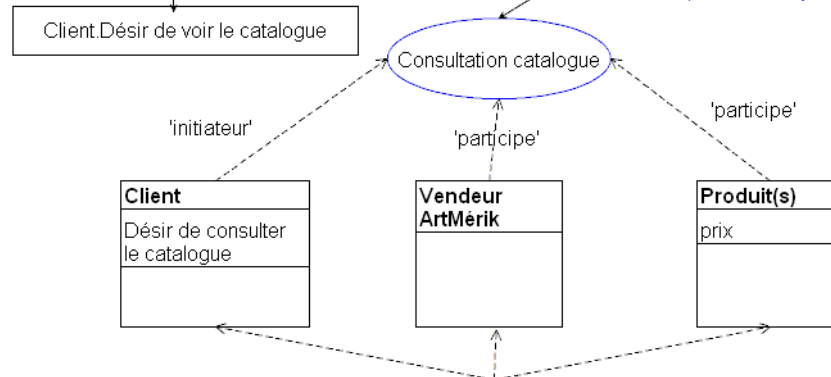 Client.Désir de voir le catalogue
Consultation catalogue
'initiateur'
'participe'
'participe'
Client
Désir de consulter
le catalogue
Vendeur
ArtMérik
Produit(s)
prix